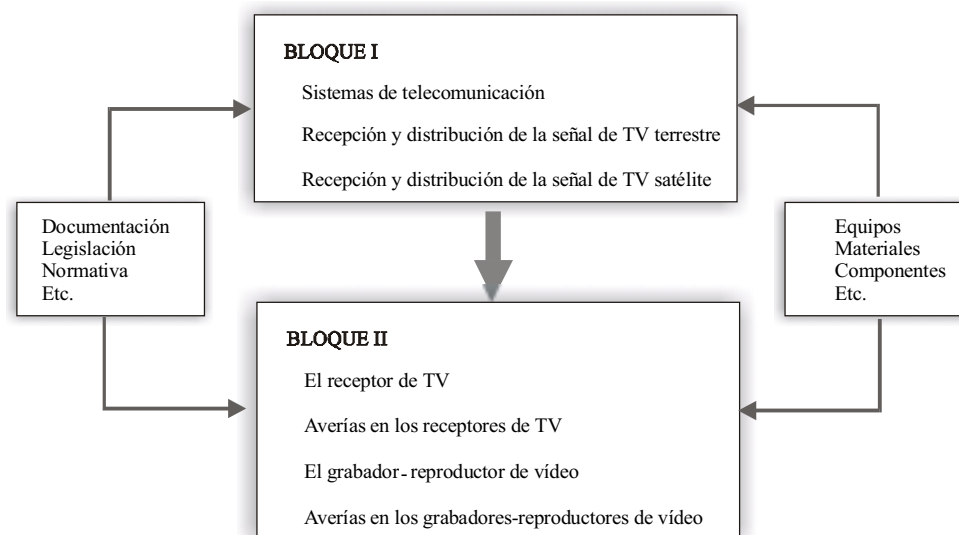 BLOQUE I
Sistemas de telecomunicación
Recepción y distribución de la señal de TV terrestre
Recepción y distribución de la señal de TV satélite
Documentación
Legislación
Normativa
Etc.
Equipos
Materiales
Componentes
Etc.
BLOQUE II
El receptor de TV
Averías en los receptores de TV
El grabador-reproductor de vídeo
Averías en los grabadores-reproductores de vídeo